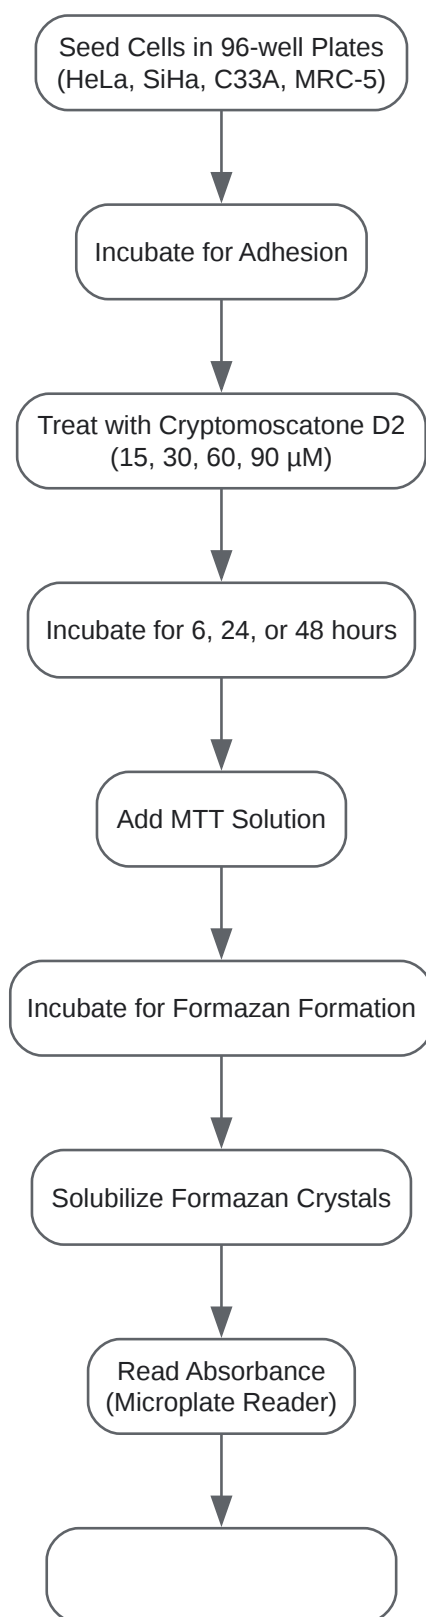 Seed Cells in 96-well Plates
(HeLa, SiHa, C33A, MRC-5)
Incubate for Adhesion
Treat with Cryptomoscatone D2
(15, 30, 60, 90 µM)
Incubate for 6, 24, or 48 hours
Add MTT Solution
Incubate for Formazan Formation
Solubilize Formazan Crystals
Read Absorbance
(Microplate Reader)